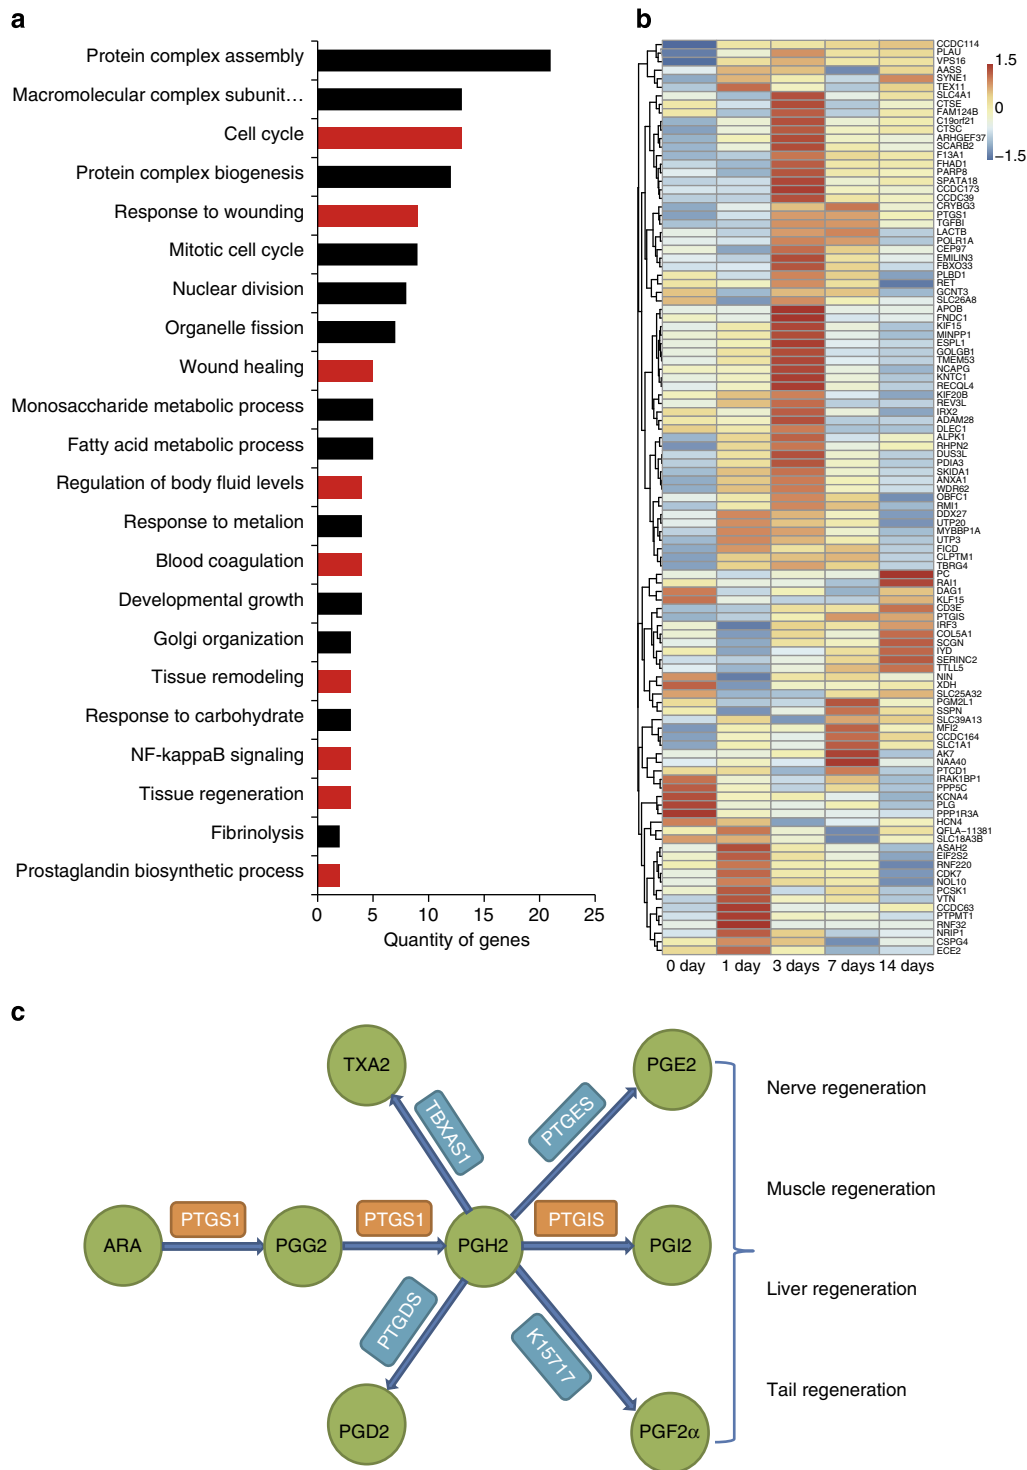 a
Protein complex assembly
Macromolecular complex subunit…
Cell cycle
Protein complex biogenesis
Response to wounding
Mitotic cell cycle
Nuclear division
Organelle fission
Wound healing
Monosaccharide metabolic process
Fatty acid metabolic process
Regulation of body fluid levels
Response to metalion
Blood coagulation
Developmental growth
Golgi organization
Tissue remodeling
Response to carbohydrate
NF-kappaB signaling
Tissue regeneration
Fibrinolysis
Prostaglandin biosynthetic process
0 5 10 15 20 25
Quantity of genes
b
CCDC114
PLAU
VPS16
AASS
SYNE1
TEX11
SLC4A1
CTSE
FAM124B
C19orf21
CTSC
ARHGEF37
SCARB2
F13A1
FHAD1
PARP8
SPATA18
CCDC173
CCDC39
CRYBG3
PTGS1
TGFBI
LACTB
POLR1A
CEP97
EMILIN3
FBXO33
PLBD1
RET
GCNT3
SLC26A8
APOB
FNDC1
KIF15
MINPP1
ESPL1
GOLGB1
TMEM53
NCAPG
KNTC1
RECQL4
KIF20B
REV3L
IRX2
ADAM28
DLEC1
ALPK1
RHPN2
DUS3L
PDIA3
SKIDA1
ANXA1
WDR62
OBFC1
RMI1
DDX27
UTP20
MYBBP1A
UTP3
FICD
CLPTM1
TBRG4
PC
RAI1
DAG1
KLF15
CD3E
PTGIS
IRF3
COL5A1
SCGN
IYD
SERINC2
TTLL5
NIN
XDH
SLC25A32
PGM2L1
SSPN
SLC39A13
MFI2
CCDC164
SLC1A1
AK7
NAA40
PTCD1
IRAK1BP1
PPP5C
KCNA4
PLG
PPP1R3A
HCN4
QFLA-11381
SLC18A3B
ASAH2
EIF2S2
RNF220
CDK7
NOL10
PCSK1
VTN
CCDC63
PTPMT1
RNF32
NRIP1
CSPG4
ECE2
1.5
0
−1.5
0 day 1 day 3 days 7 days 14 days
c
TXA2
PGE2
TBXAS1
PTGES
ARA
PTGS1
PGG2
PTGS1
PGH2
PTGIS
PGI2
PTGDS
K15717
PGD2
PGF2α
Nerve regeneration
Muscle regeneration
Liver regeneration
Tail regeneration